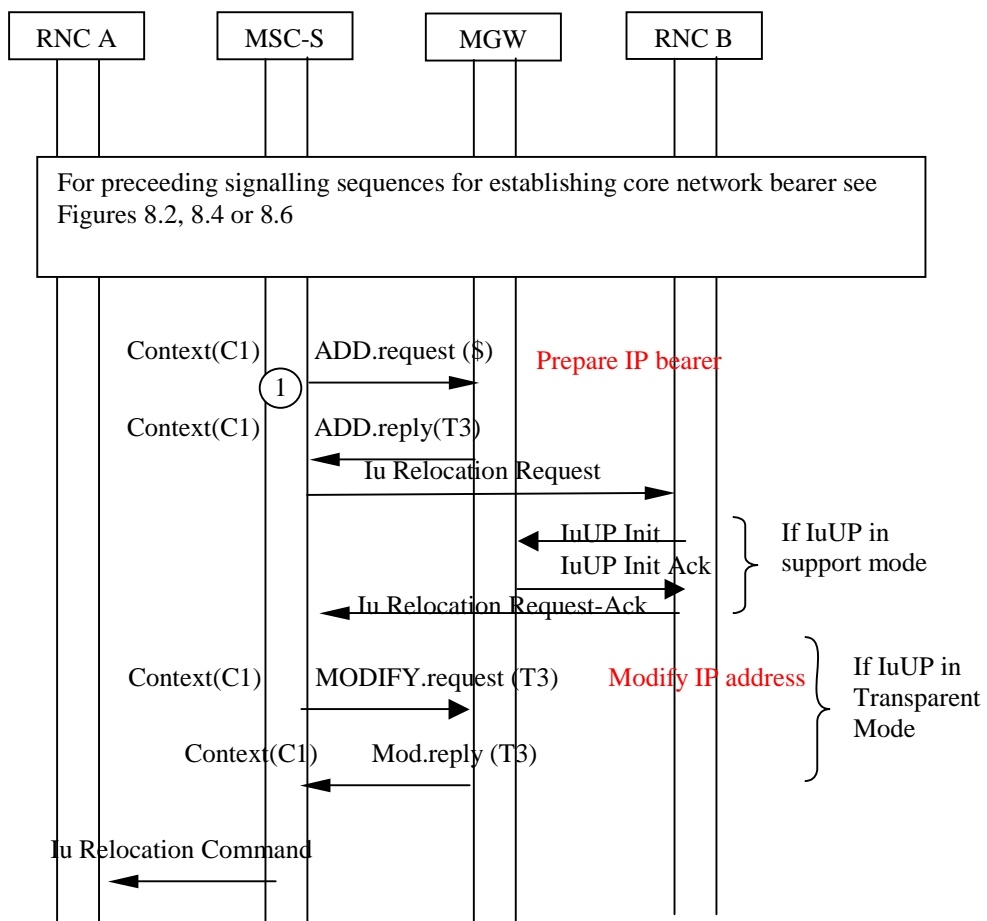 RNC A
MSC-S
MGW
RNC B
For preceeding signalling sequences for establishing core network bearer see
Figures 8.2, 8.4 or 8.6
Context(C1)
ADD.request ($)
Prepare IP bearer
1
Context(C1)
ADD.reply(T3)
Iu Relocation Request
IuUP Init
If IuUP in
support mode
IuUP Init Ack
Iu Relocation Request-Ack
Context(C1)
MODIFY.request (T3)
Modify IP address
If IuUP in
Transparent
Mode
Context(C1)
Mod.reply (T3)
Iu Relocation Command